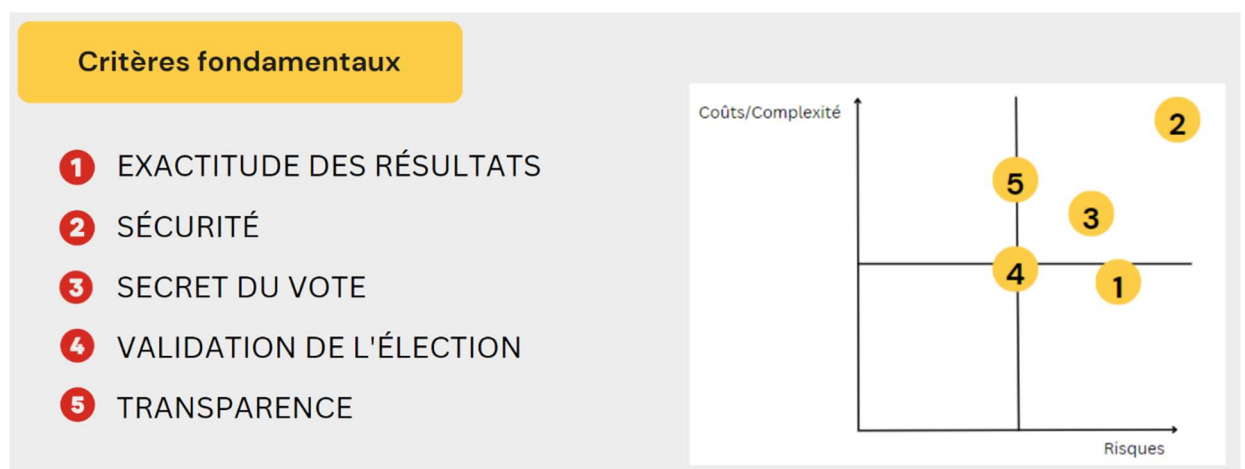 Critères fondamentaux
1 EXACTITUDE DES RÉSULTATS
2 SÉCURITÉ
3 SECRET DU VOTE
4 VALIDATION DE L'ÉLECTION
5 TRANSPARENCE
Coûts/Complexité
2
5
3
4
1
Risques